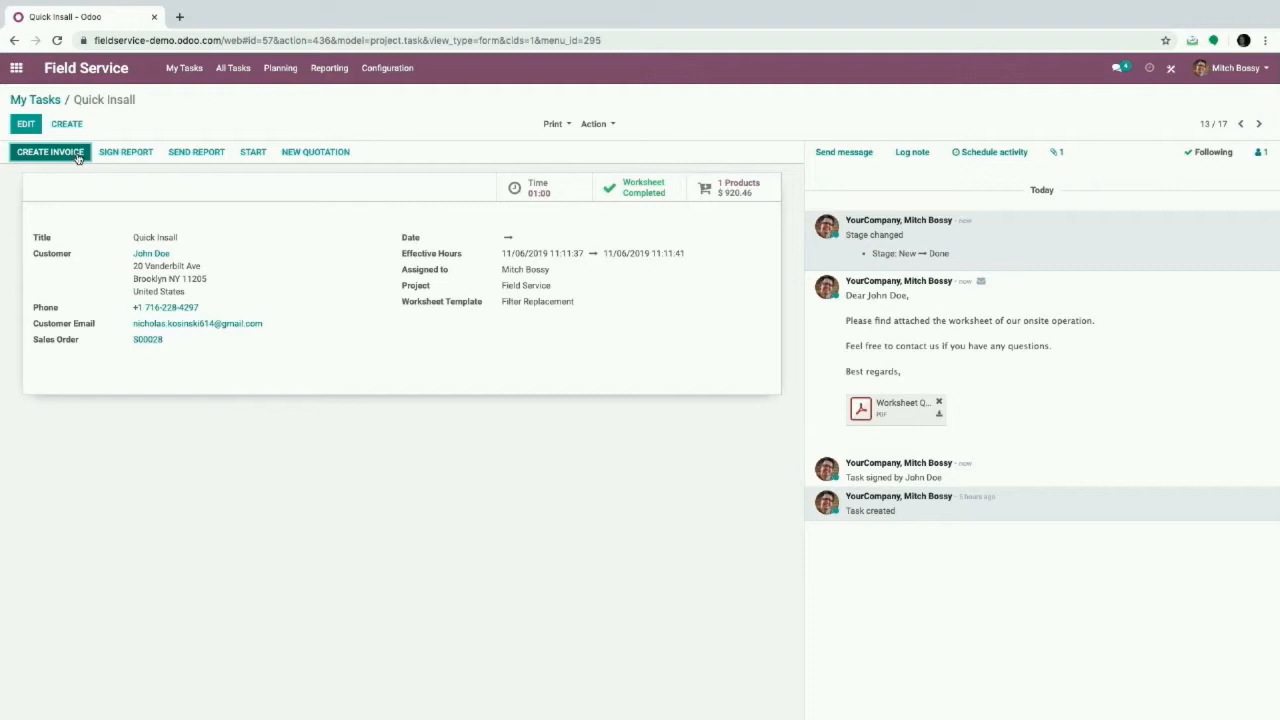 Quick Insall - Odoo
fieldservice-demo.odoo.com/web#id=57&action=436&model=project.task&view_type=form&cids=1&menu_id=295
Field Service My Tasks All Tasks Planning Reporting Configuration 4 Mitch Bossy
My Tasks / Quick Insall
EDIT CREATE Print Action 13 / 17
CREATE INVOICE SIGN REPORT SEND REPORT START NEW QUOTATION
Time
01:00
Worksheet
Completed
1 Products
$ 920.46
Title Quick Insall
Customer John Doe
20 Vanderbilt Ave
Brooklyn NY 11205
United States
Phone +1 716-228-4297
Customer Email nicholas.kosinski614@gmail.com
Sales Order S00028
Date
Effective Hours 11/06/2019 11:11:37 → 11/06/2019 11:11:41
Assigned to Mitch Bossy
Project Field Service
Worksheet Template Filter Replacement
Send message Log note Schedule activity 1 Following 1
Today
YourCompany, Mitch Bossy - now
Stage changed
• Stage: New → Done
YourCompany, Mitch Bossy - now
Dear John Doe,
Please find attached the worksheet of our onsite operation.
Feel free to contact us if you have any questions.
Best regards,
Worksheet Q...
PDF
YourCompany, Mitch Bossy - now
Task signed by John Doe
YourCompany, Mitch Bossy - 5 hours ago
Task created